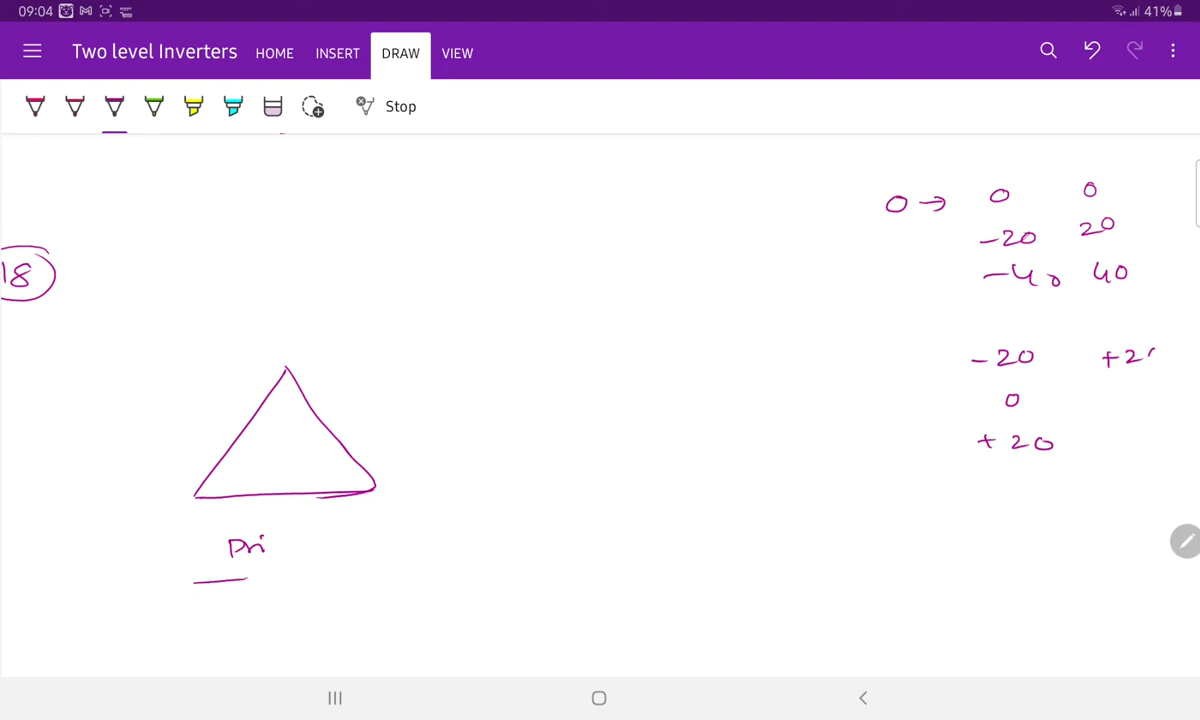 09:04 41%
Two level Inverters HOME INSERT DRAW VIEW
Stop
0 → 0 0
-20 20
-40 40
18
-20 +20
0
+20
Pri